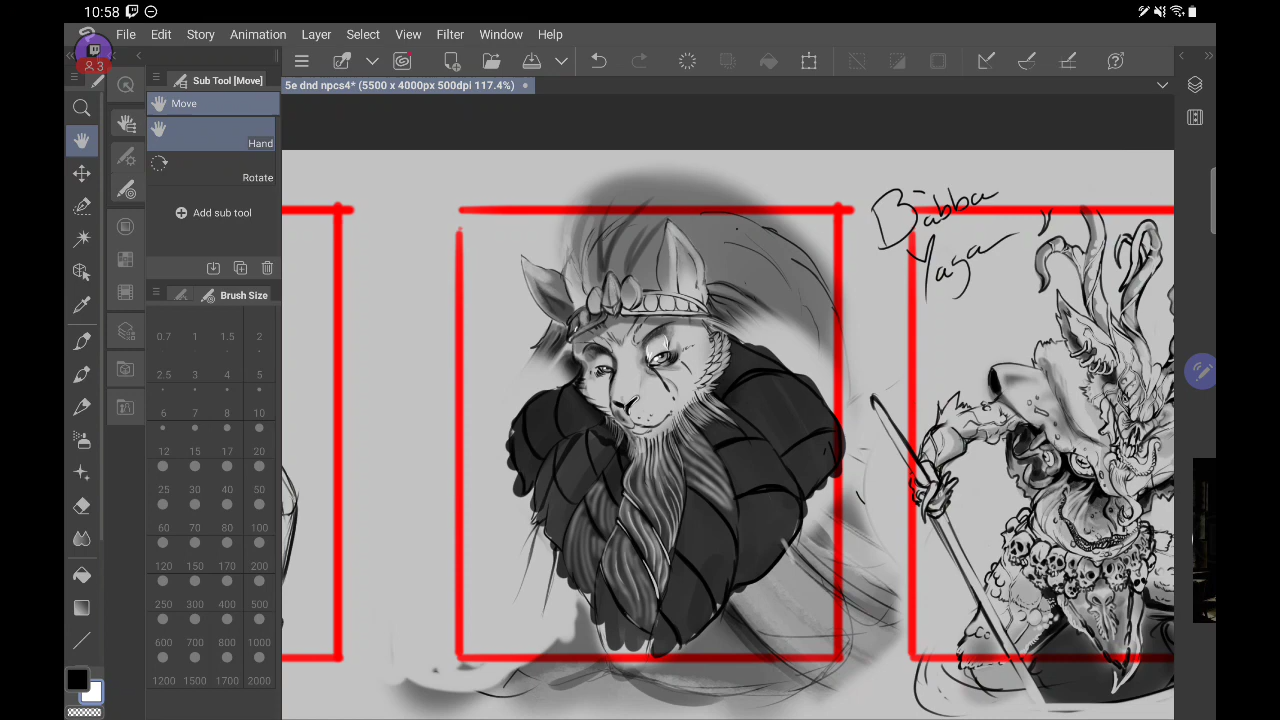 10:58
File Edit Story Animation Layer Select View Filter Window Help
3
Sub Tool [Move]
5e dnd npcs4* (5500 x 4000px 500dpi 117.4%)
Move
Hand
Rotate
Add sub tool
Brush Size
0.7 1 1.5 2
2.5 3 4 5
6 7 8 10
12 15 17 20
25 30 40 50
60 70 80 100
120 150 170 200
250 300 400 500
600 700 800 1000
1200 1500 1700 2000
Babba
Yaga